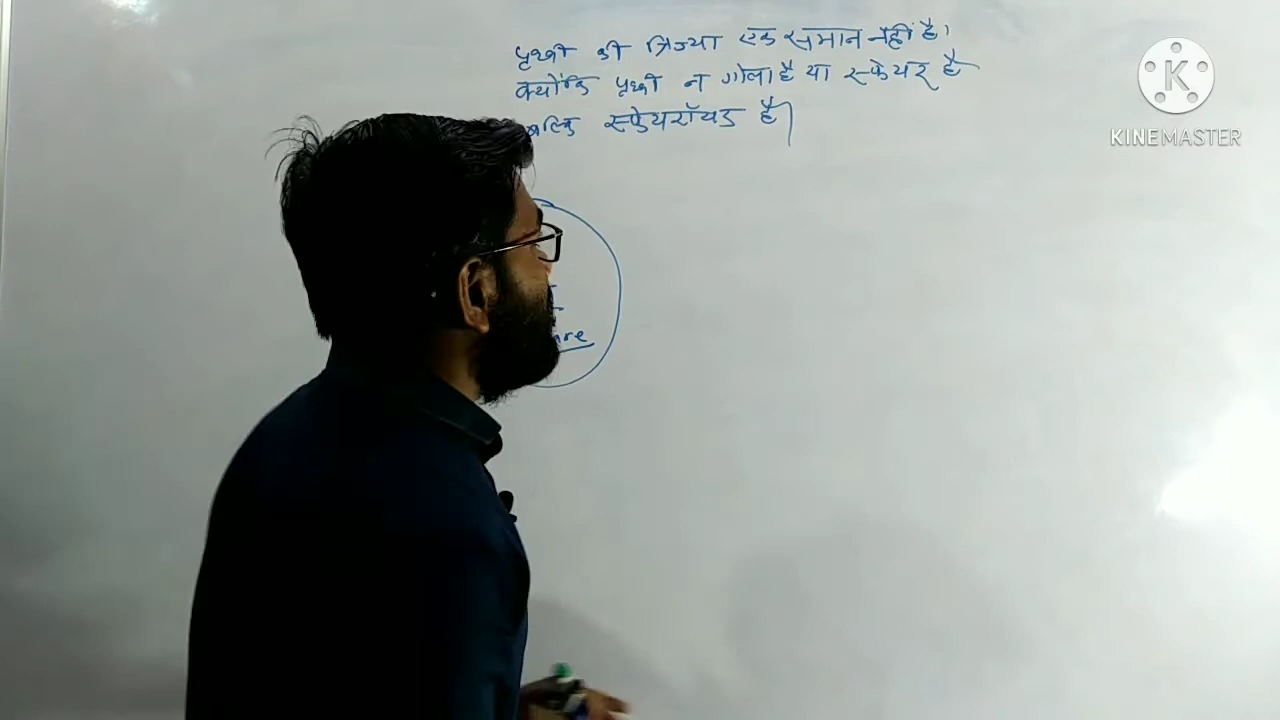 पृथ्वी की त्रिज्या एक समान नहीं है।
क्योंकि पृथ्वी न गोला है या स्फेयर है
बल्कि स्फेयरॉयड है।
KINEMASTER